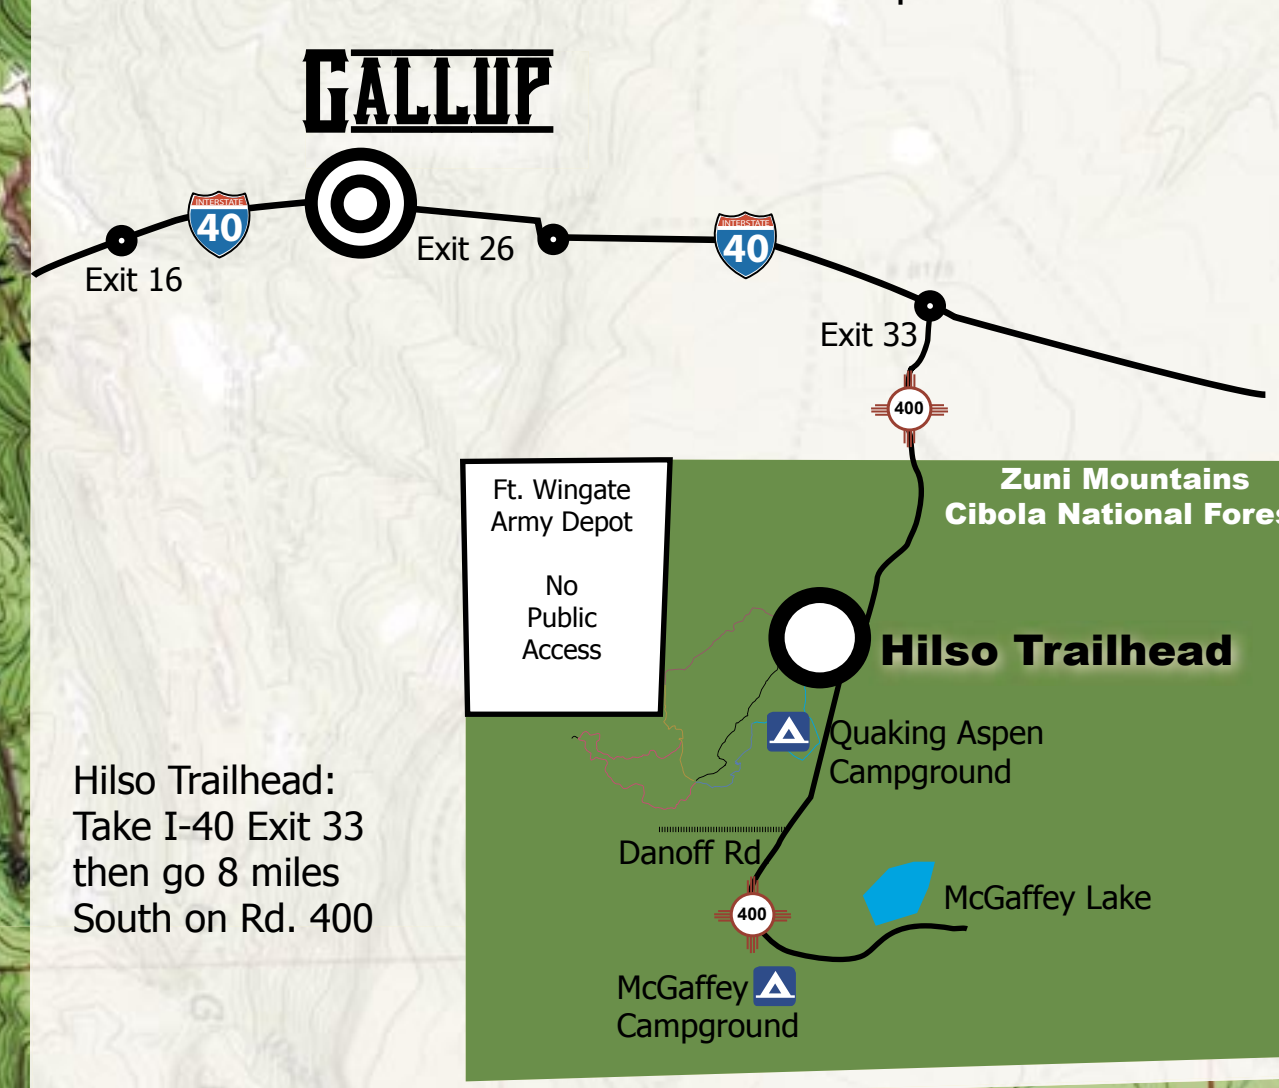 GALLUP
INTERSTATE
40
INTERSTATE
40
Exit 26
Exit 16
Exit 33
400
Zuni Mountains
Cibola National Fores
Ft. Wingate
Army Depot
No
Public
Access
Hilso Trailhead
Quaking Aspen
Campground
Hilso Trailhead:
Take I-40 Exit 33
then go 8 miles
South on Rd. 400
Danoff Rd
McGaffey Lake
400
McGaffey
Campground